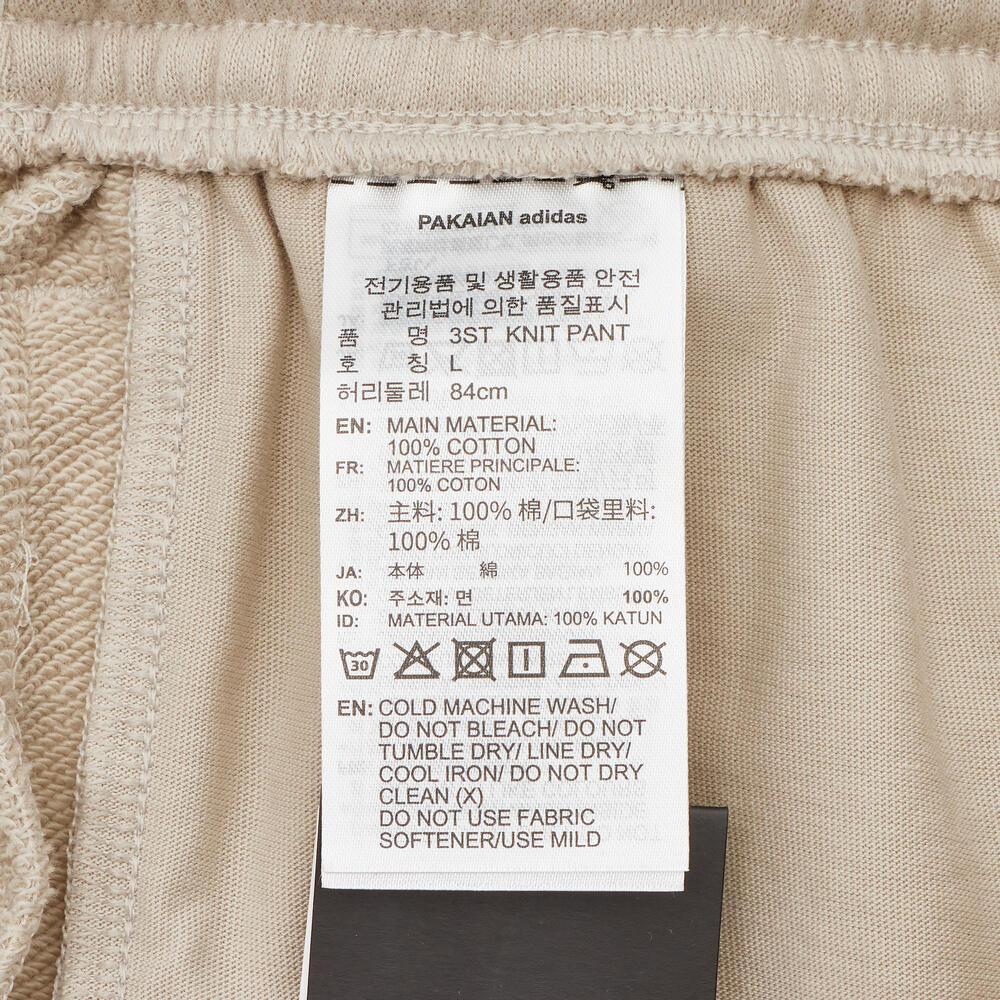 PAKAIAN adidas
전기용품 및 생활용품 안전
관리법에 의한 품질표시
품 명 3ST KNIT PANT
호 칭 L
허리둘레 84cm
EN: MAIN MATERIAL:
100% COTTON
FR: MATIERE PRINCIPALE:
100% COTON
ZH: 主料: 100% 棉/口袋里料:
100% 棉
JA: 本体 綿 100%
KO: 주소재: 면 100%
ID: MATERIAL UTAMA: 100% KATUN
30
EN: COLD MACHINE WASH/
DO NOT BLEACH/ DO NOT
TUMBLE DRY/ LINE DRY/
COOL IRON/ DO NOT DRY
CLEAN (X)
DO NOT USE FABRIC
SOFTENER/USE MILD